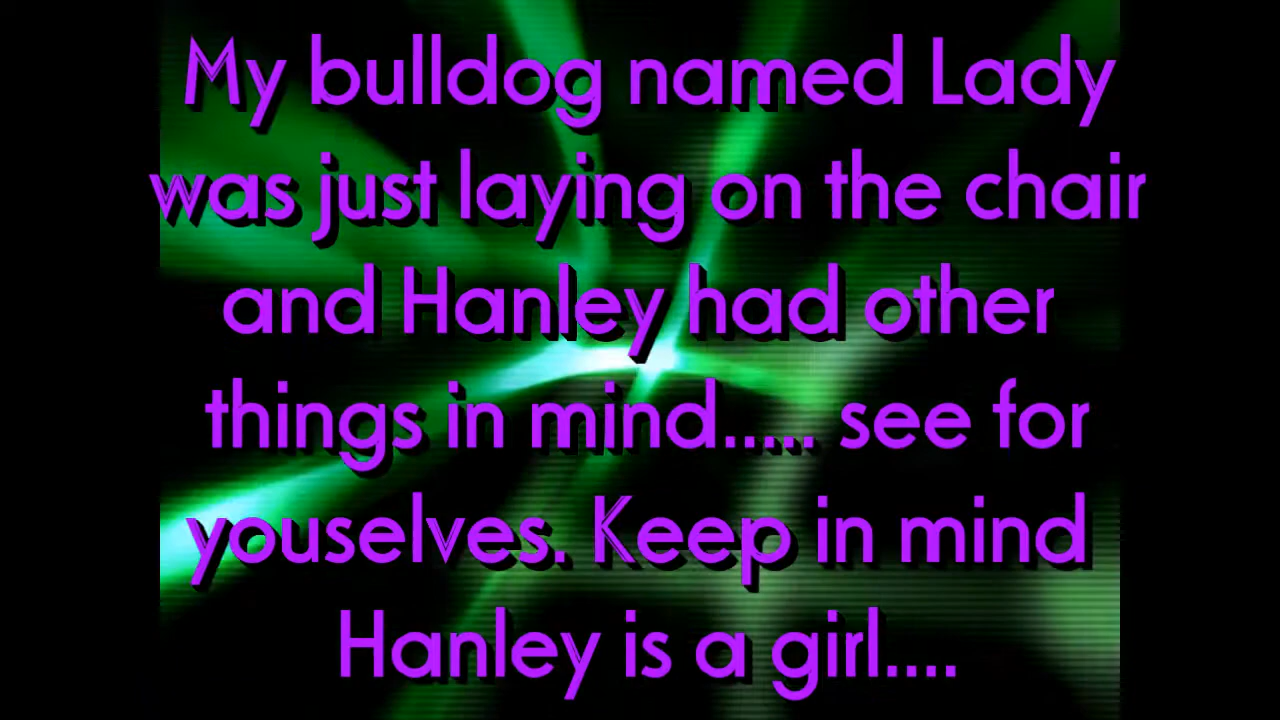 My bulldog named Lady
was just laying on the chair
and Hanley had other
things in mind..... see for
youselves. Keep in mind
Hanley is a girl....